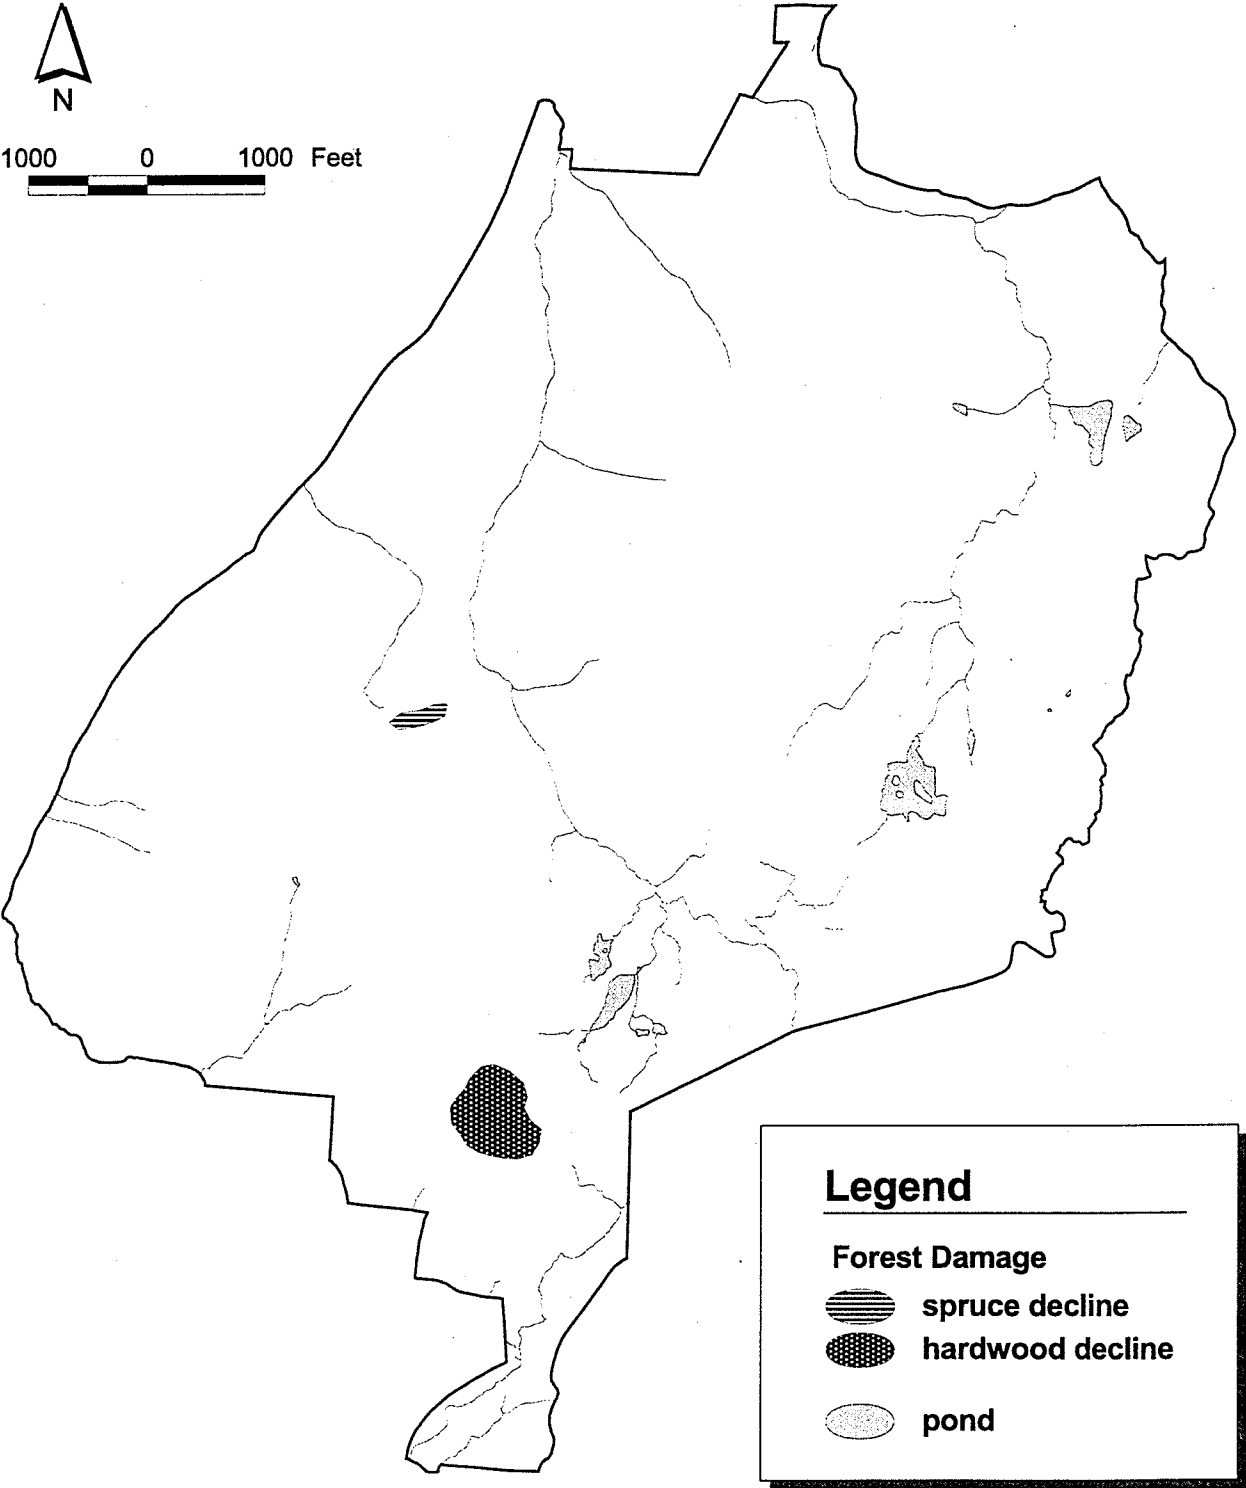 N
1000 0 1000 Feet
Legend
Forest Damage
spruce decline
hardwood decline
pond